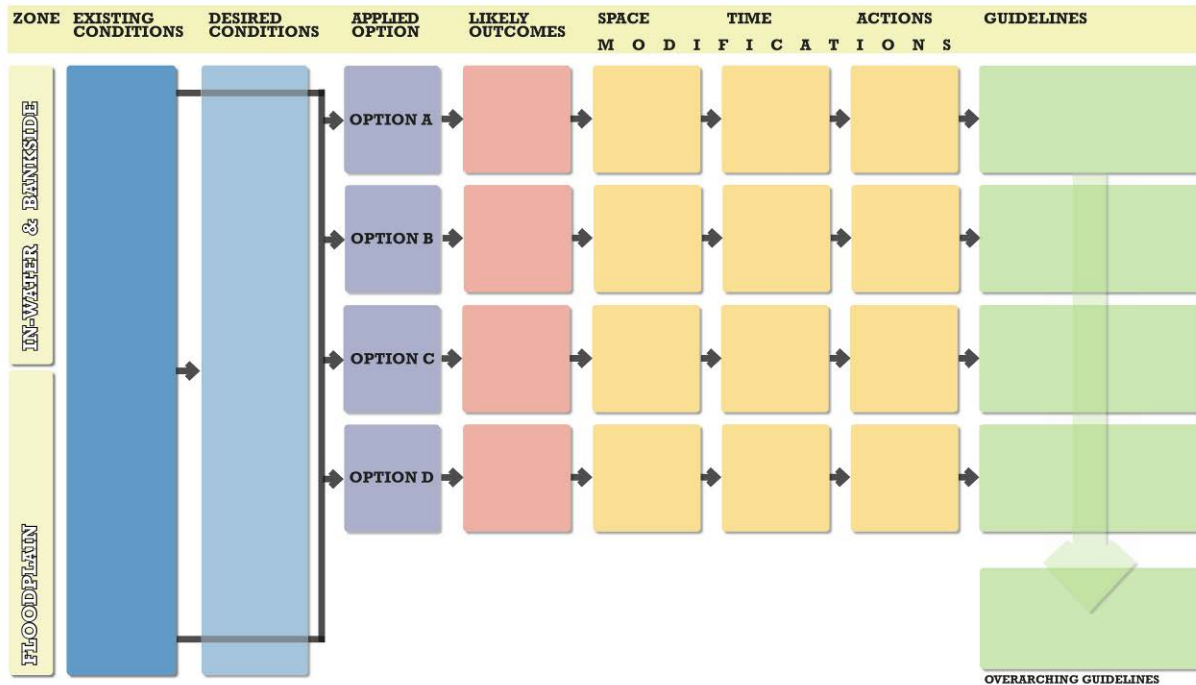 ZONE
EXISTING
CONDITIONS
DESIRED
CONDITIONS
APPLIED
OPTION
LIKELY
OUTCOMES
SPACE
TIME
ACTIONS
MODIFICATIONS
GUIDELINES
IN-WATER & BANKSIDE
FLOODPLAIN
OPTION A
OPTION B
OPTION C
OPTION D
OVERARCHING GUIDELINES